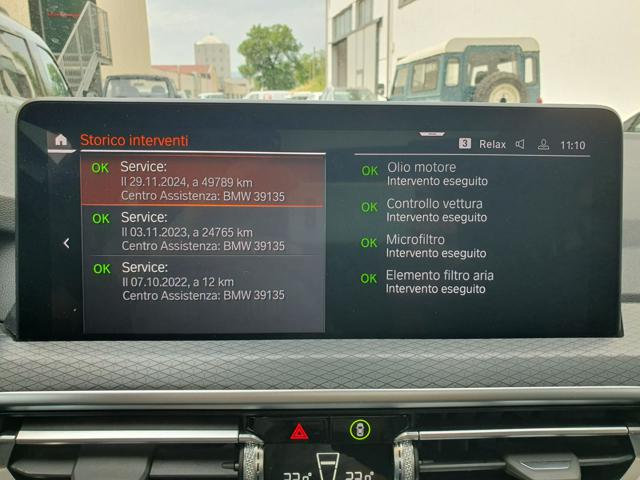 Storico interventi
3 Relax 11:10
OK Service:
Il 29.11.2024, a 49789 km
Centro Assistenza: BMW 39135
OK Service:
Il 03.11.2023, a 24765 km
Centro Assistenza: BMW 39135
OK Service:
Il 07.10.2022, a 12 km
Centro Assistenza: BMW 39135
OK Olio motore
Intervento eseguito
OK Controllo vettura
Intervento eseguito
OK Microfiltro
Intervento eseguito
OK Elemento filtro aria
Intervento eseguito